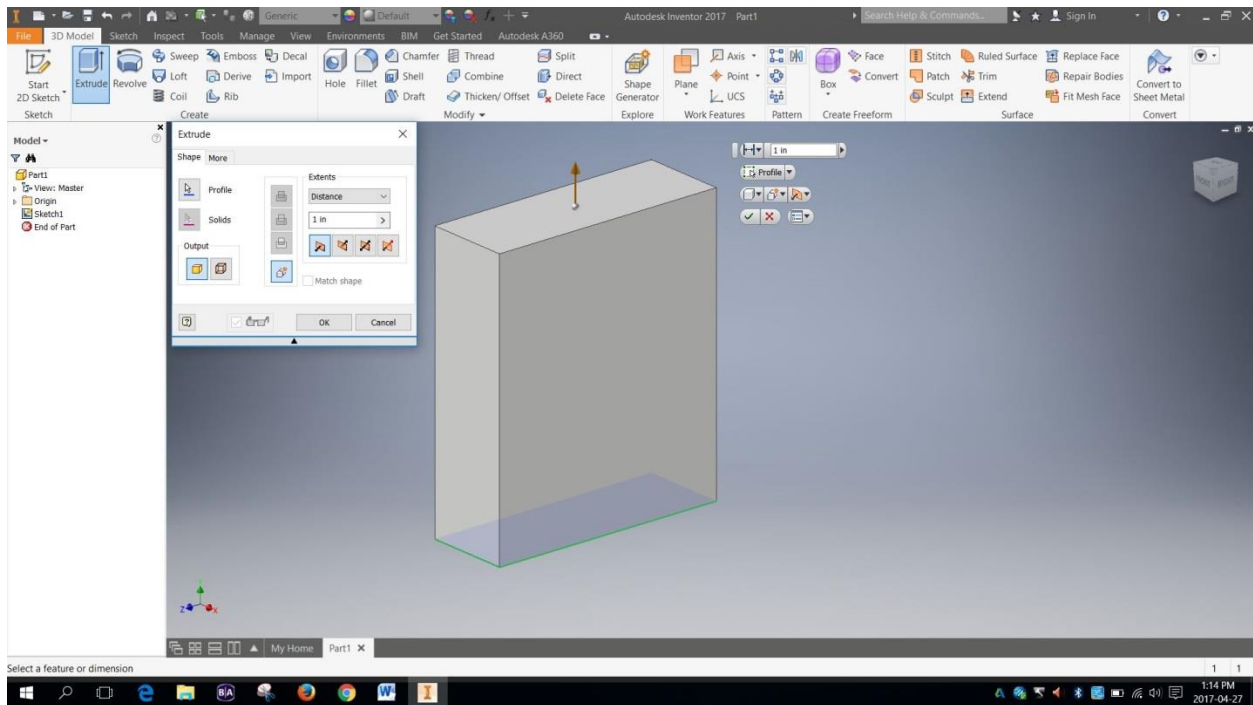 Generic
Default
Autodesk Inventor 2017 Part1
Search Help & Commands...
Sign In
File 3D Model Sketch Inspect Tools Manage View Environments BIM Get Started Autodesk A360
Start
2D Sketch
Extrude
Revolve
Sweep Emboss Decal
Loft Derive Import
Coil Rib
Hole
Fillet
Chamfer Thread Split
Shell Combine Direct
Draft Thicken/ Offset Delete Face
Shape
Generator
Plane
Axis
Point
UCS
Box
Face
Convert
Stitch Ruled Surface Replace Face
Patch Trim Repair Bodies
Sculpt Extend Fit Mesh Face
Convert to
Sheet Metal
Sketch Create Modify Explore Work Features Pattern Create Freeform Surface Convert
Model
Part1
View: Master
Origin
Sketch1
End of Part
Extrude
Shape More
Profile
Solids
Output
Extents
Distance
1 in
Match shape
OK Cancel
1 in
Profile
FRONT RIGHT
Y
Z X
My Home Part1
Select a feature or dimension
1 1
B|A
1:14 PM
2017-04-27